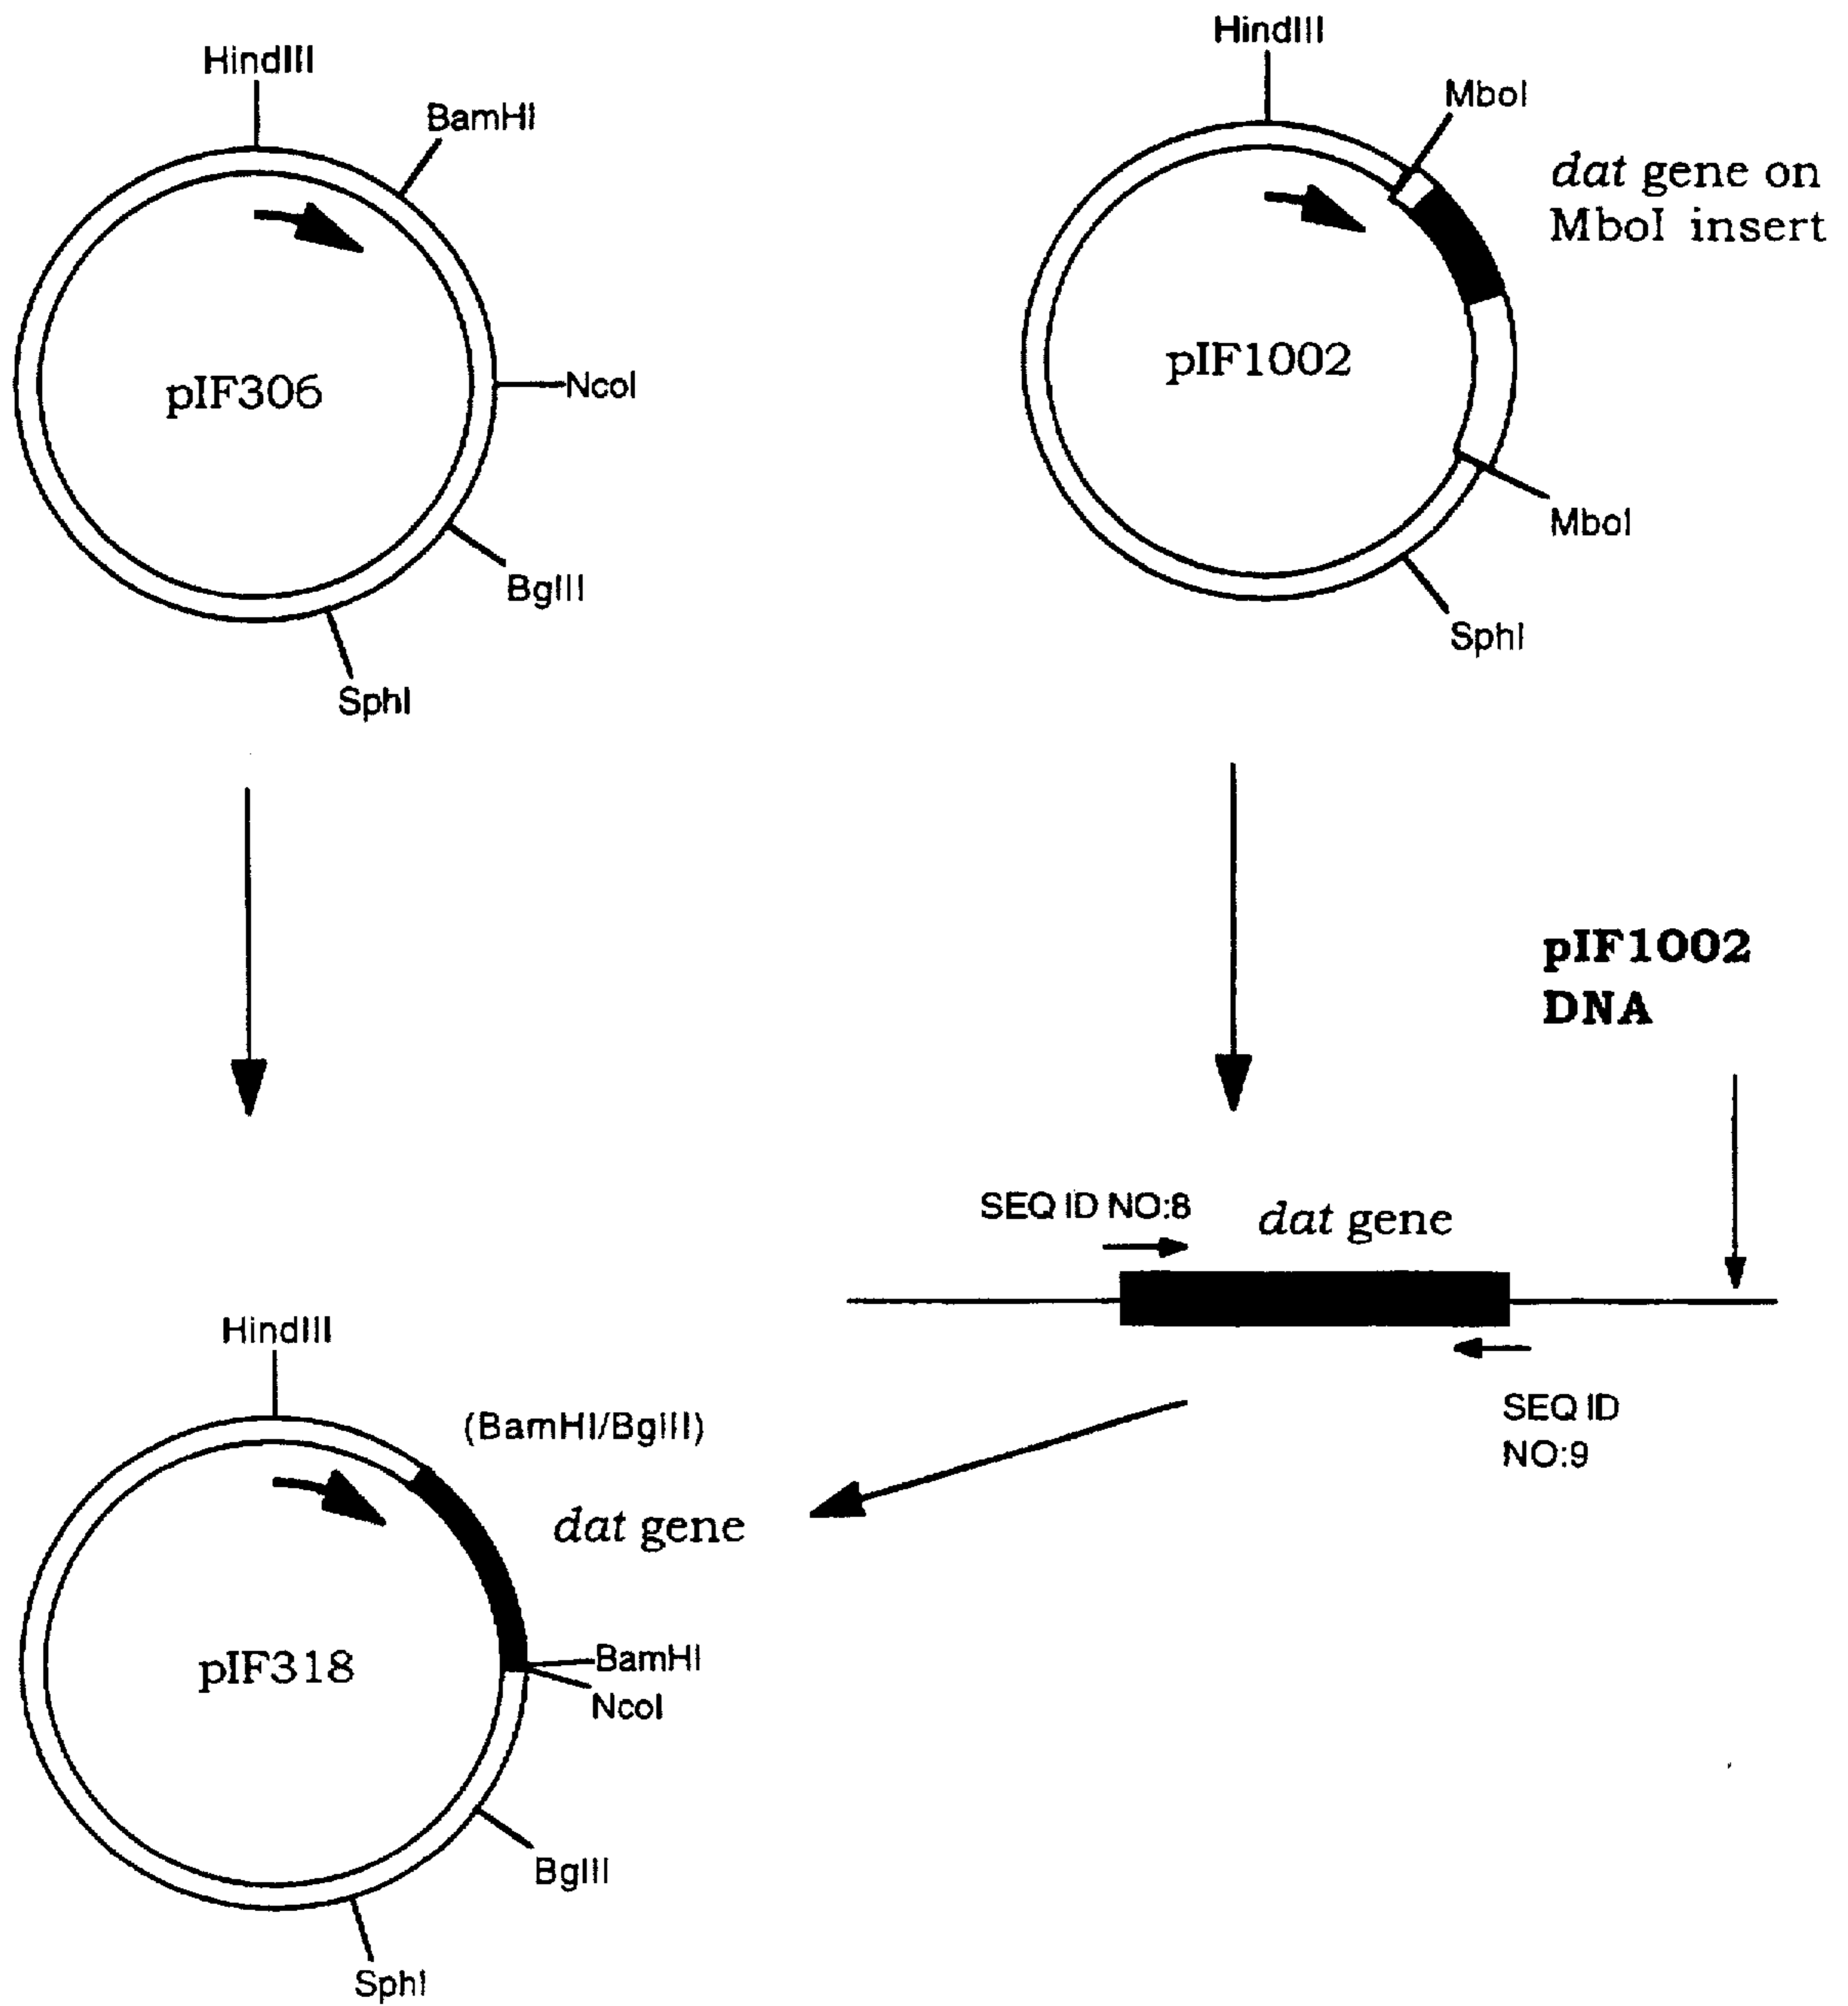 HindIII
BamHI
NcoI
BglII
SphI
pIF306
HindIII
MboI
dat gene on
MboI insert
pIF1002
MboI
SphI
pIF1002
DNA
SEQ ID NO:8
dat gene
SEQ ID
NO:9
HindIII
(BamHI/BglII)
dat gene
pIF318
BamHI
NcoI
BglII
SphI